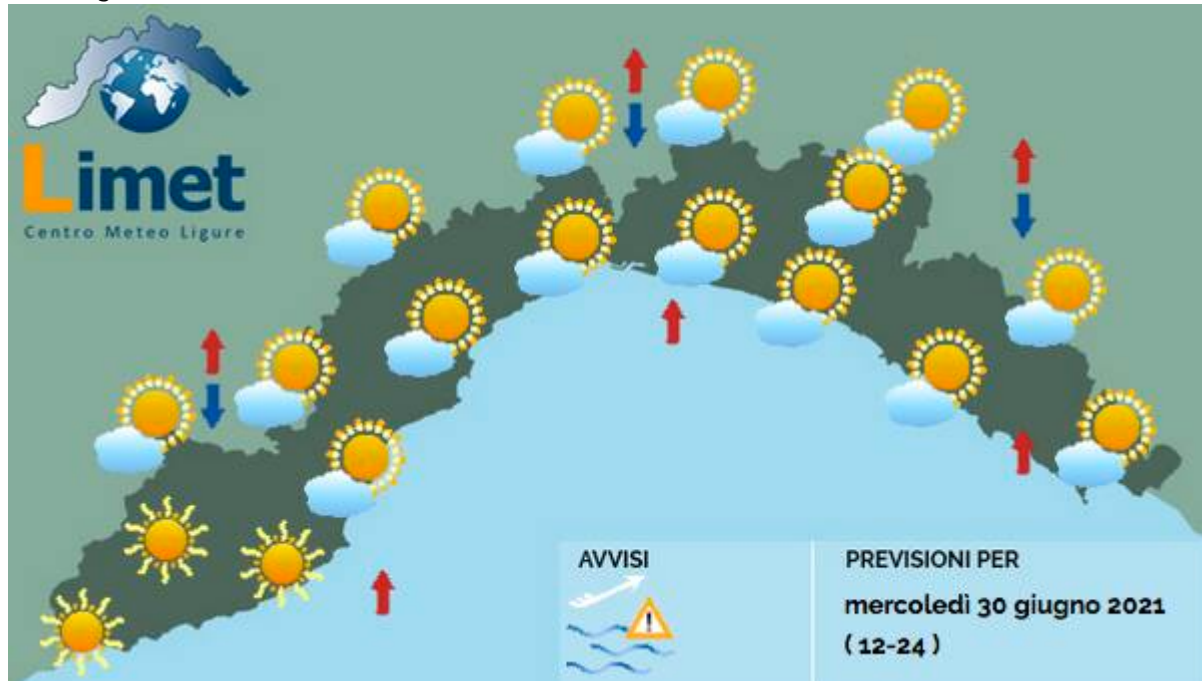 Limet
Centro Meteo Ligure
AVVISI
!
PREVISIONI PER
mercoledì 30 giugno 2021
( 12-24 )